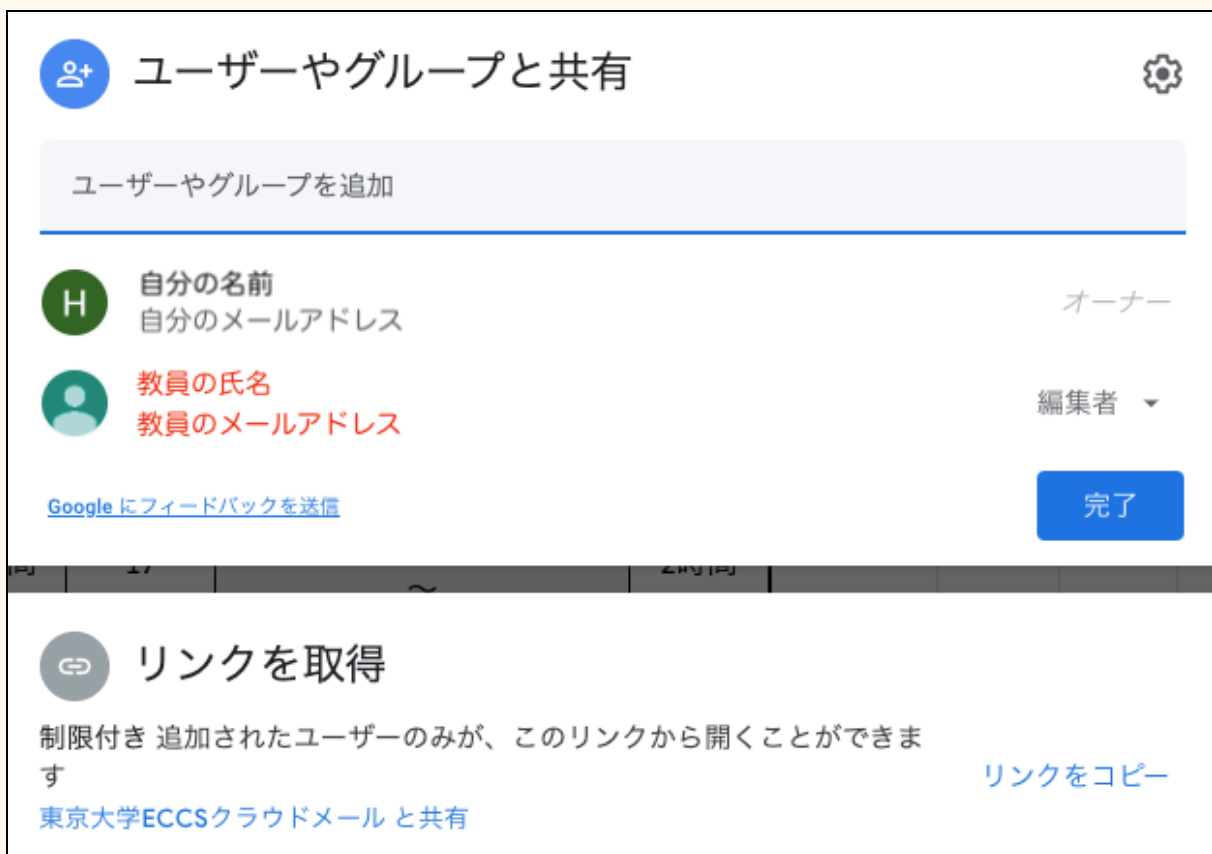 ユーザーやグループと共有
ユーザーやグループを追加
H
自分の名前
自分のメールアドレス
オーナー
教員の氏名
教員のメールアドレス
編集者
Google にフィードバックを送信
完了
17
～
2時間
リンクを取得
制限付き 追加されたユーザーのみが、このリンクから開くことができま
す
リンクをコピー
東京大学ECCSクラウドメール と共有